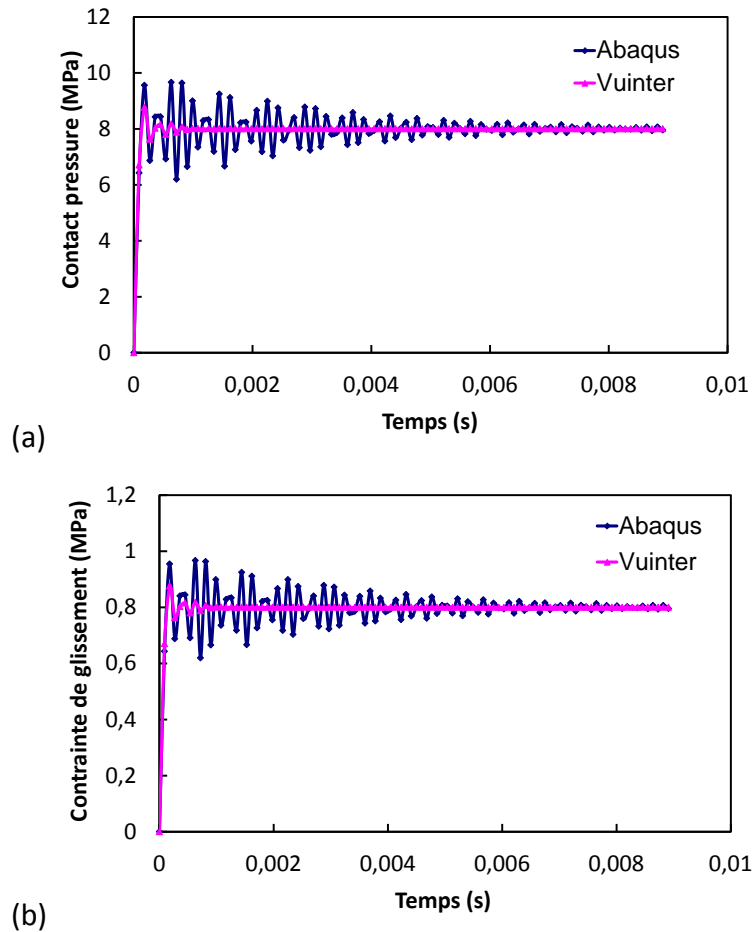 12
10
8
6
4
2
0
Contact pressure (MPa)
Abaqus
Vuinter
0 0,002 0,004 0,006 0,008 0,01
Temps (s)
(a)
1,2
1
0,8
0,6
0,4
0,2
0
Contrainte de glissement (MPa)
Abaqus
Vuinter
0 0,002 0,004 0,006 0,008 0,01
Temps (s)
(b)